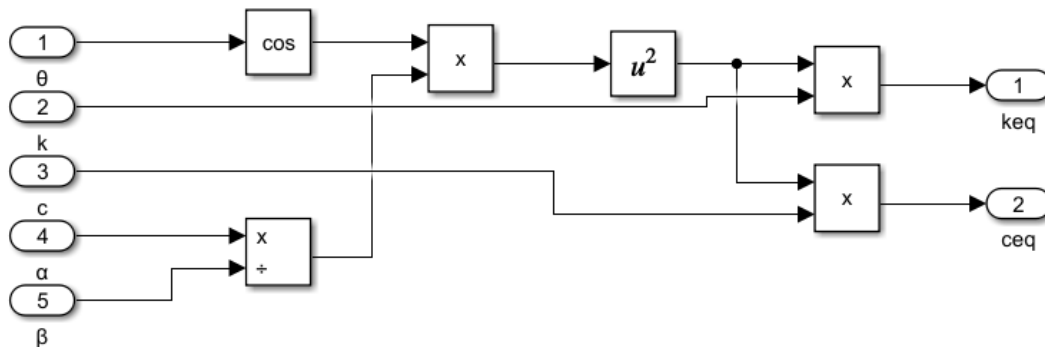 1
cos
x
u²
x
1
θ
2
keq
k
3
x
2
c
4
x
÷
ceq
α
5
β